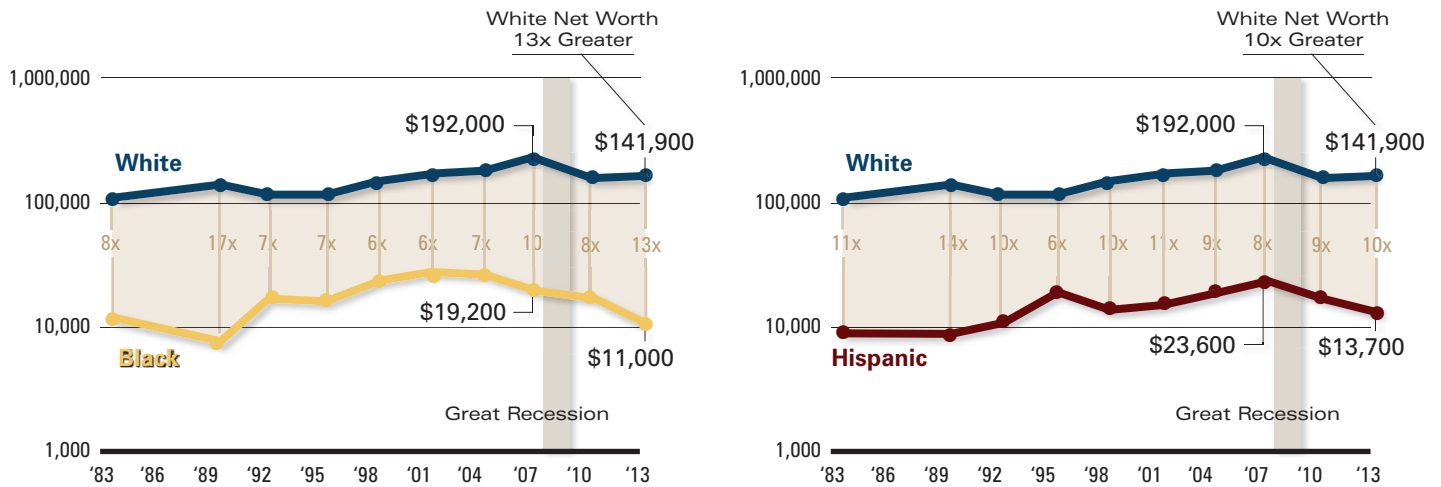 White Net Worth
13x Greater
1,000,000
$192,000
$141,900
White
100,000
8x 17x 7x 7x 6x 6x 7x 10 8x 13x
$19,200
10,000
$11,000
Black
Great Recession
1,000
‘83 ‘86 ‘89 ‘92 ‘95 ‘98 ‘01 ‘04 ‘07 ‘10 ‘13
White Net Worth
10x Greater
1,000,000
$192,000
$141,900
White
100,000
11x 14x 10x 6x 10x 11x 9x 8x 9x 10x
10,000
$23,600
$13,700
Hispanic
Great Recession
1,000
‘83 ‘86 ‘89 ‘92 ‘95 ‘98 ‘01 ‘04 ‘07 ‘10 ‘13